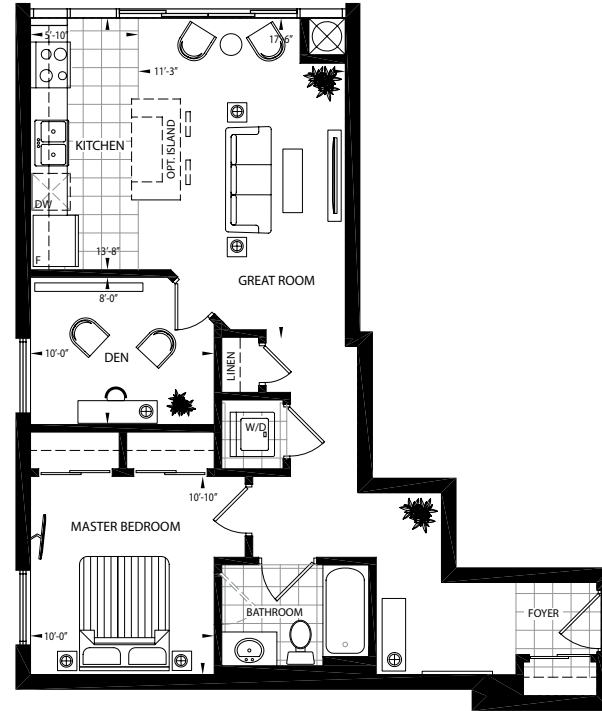 5'-10"
17'-6"
11'-3"
KITCHEN
OPT. ISLAND
DW
F
13'-8"
GREAT ROOM
8'-0"
10'-0"
DEN
LINEN
W/D
10'-10"
MASTER BEDROOM
BATHROOM
FOYER
10'-0"